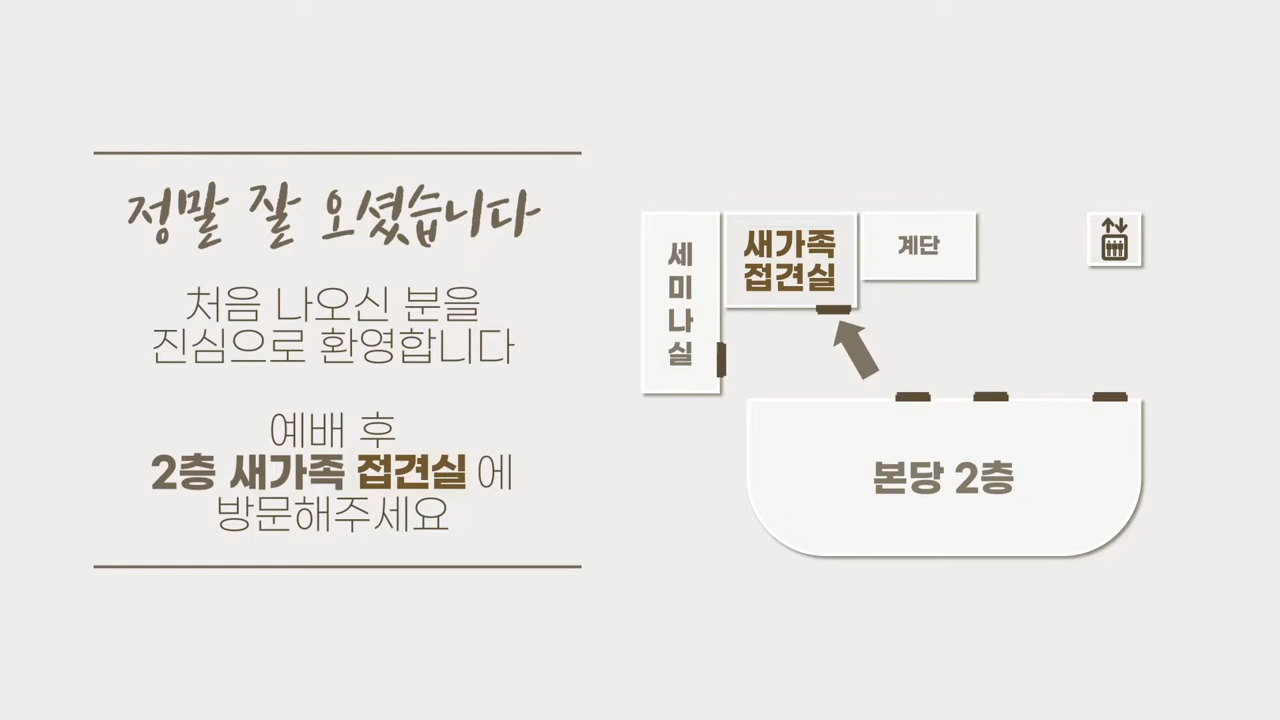 정말 잘 오셨습니다
처음 나오신 분을
진심으로 환영합니다
예배 후
2층 새가족 접견실 에
방문해주세요
세미나실
새가족
접견실
계단
본당 2층